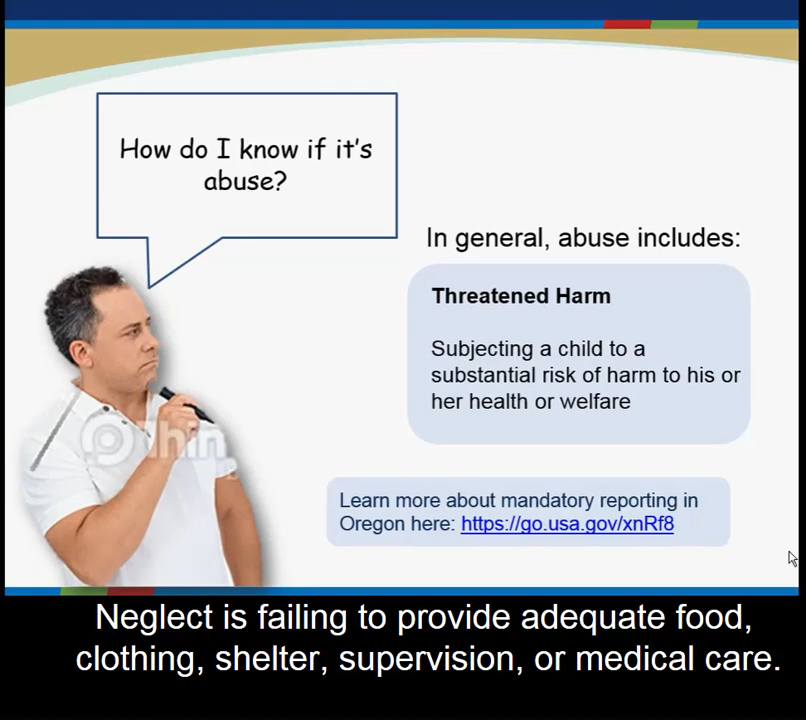 How do I know if it's
abuse?
In general, abuse includes:
Threatened Harm
Subjecting a child to a
substantial risk of harm to his or
her health or welfare
Thin
Learn more about mandatory reporting in
Oregon here: https://go.usa.gov/xnRf8
Neglect is failing to provide adequate food,
clothing, shelter, supervision, or medical care.